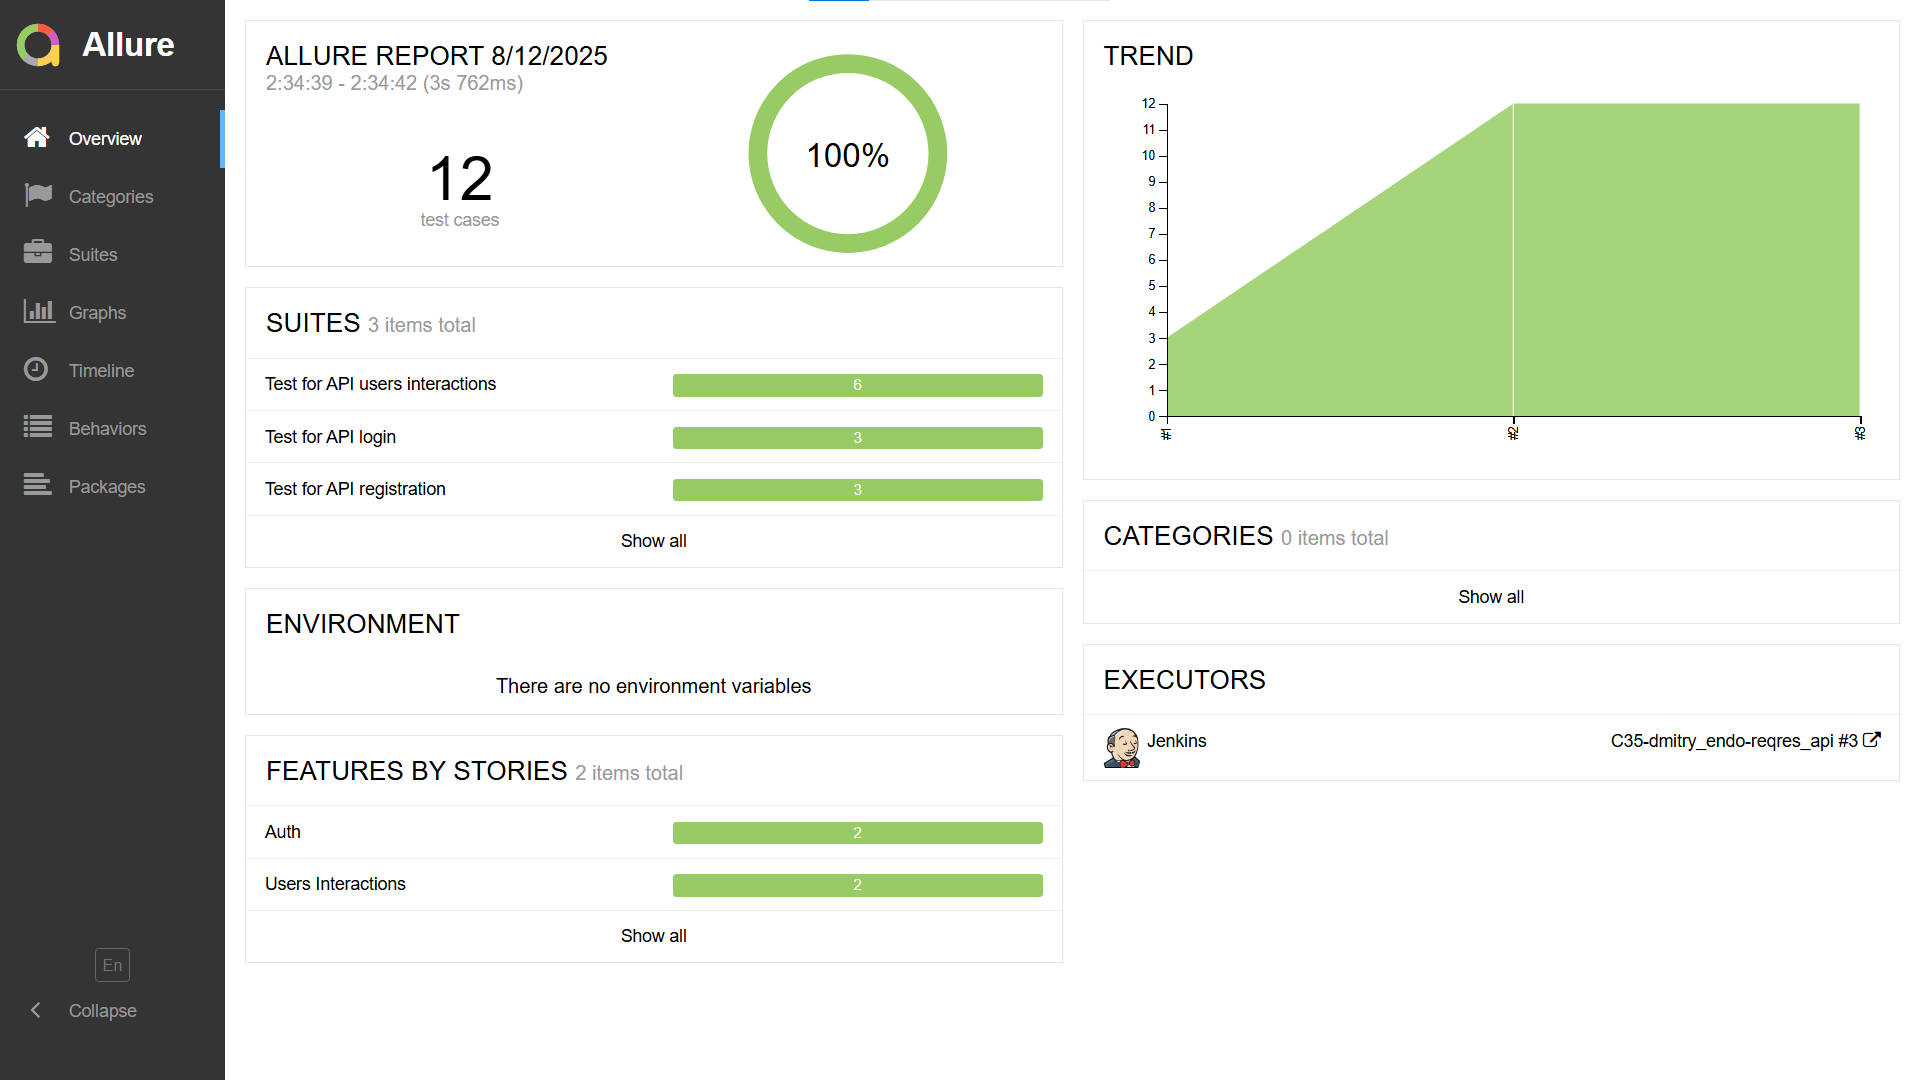 Allure
Overview
Categories
Suites
Graphs
Timeline
Behaviors
Packages
En
Collapse
ALLURE REPORT 8/12/2025
2:34:39 - 2:34:42 (3s 762ms)
12
test cases
100%
SUITES 3 items total
Test for API users interactions 6
Test for API login 3
Test for API registration 3
Show all
ENVIRONMENT
There are no environment variables
FEATURES BY STORIES 2 items total
Auth 2
Users Interactions 2
Show all
TREND
12
11
10
9
8
7
6
5
4
3
2
1
0
#1
#2
#3
CATEGORIES 0 items total
Show all
EXECUTORS
Jenkins C35-dmitry_endo-reqres_api #3